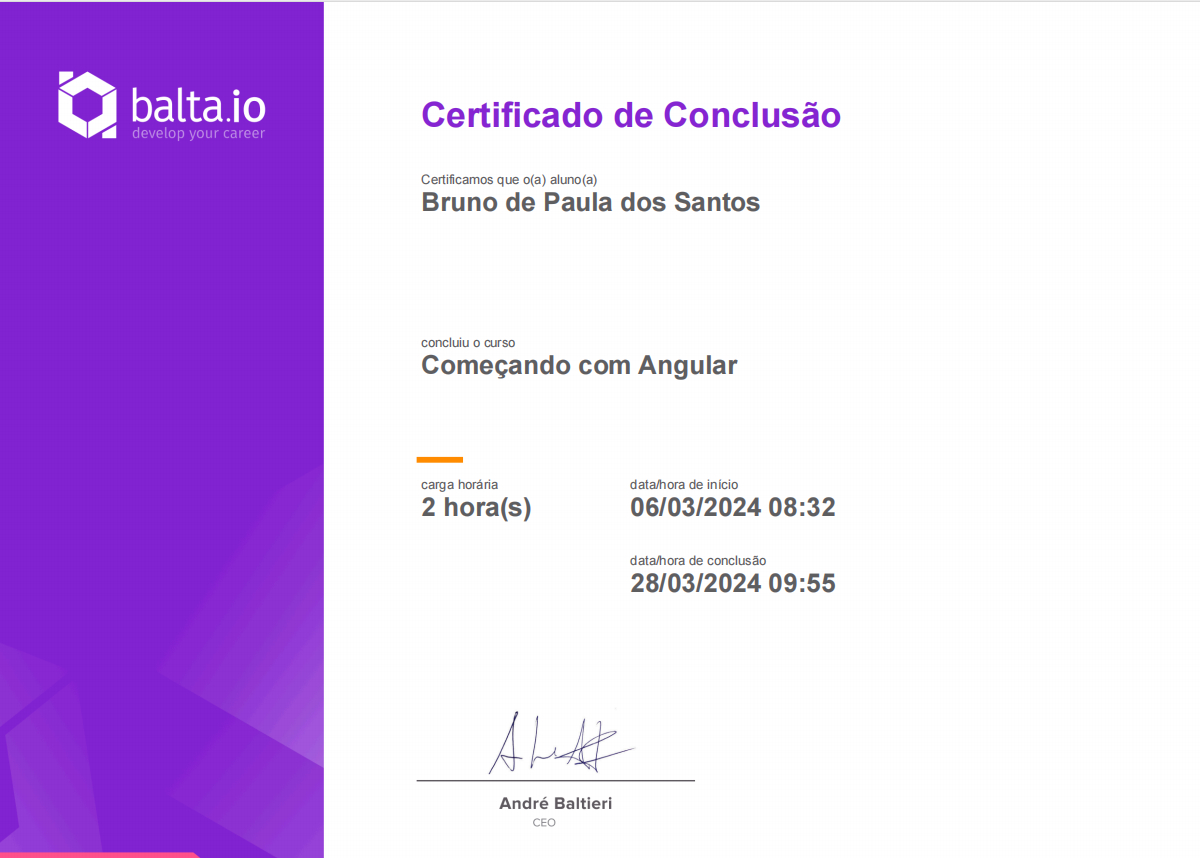 balta.io
develop your career
Certificado de Conclusão
Certificamos que o(a) aluno(a)
Bruno de Paula dos Santos
concluiu o curso
Começando com Angular
carga horária
2 hora(s)
data/hora de início
06/03/2024 08:32
data/hora de conclusão
28/03/2024 09:55
André Baltieri
CEO